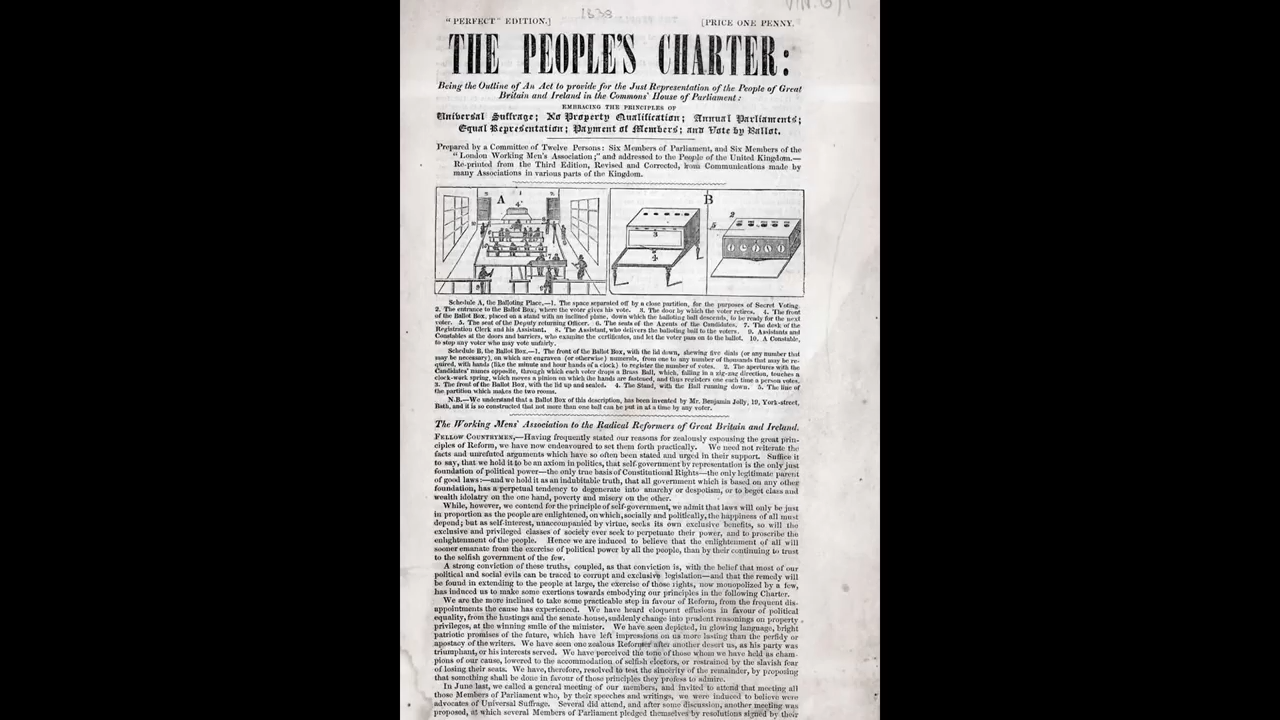 1838
"PERFECT" EDITION.]
[PRICE ONE PENNY.
THE PEOPLE'S CHARTER:
Being the Outline of An Act to provide for the Just Representation of the People of Great
Britain and Ireland in the Commons' House of Parliament:
EMBRACING THE PRINCIPLES OF
Universal Suffrage; No Property Qualification; Annual Parliaments;
Equal Representation; Payment of Members; and Vote by Ballot.
Prepared by a Committee of Twelve Persons: Six Members of Parliament, and Six Members of the
"London Working Men's Association;" and addressed to the People of the United Kingdom.—
Re-printed from the Third Edition, Revised and Corrected, from Communications made by
many Associations in various parts of the Kingdom.
A
B
Schedule A, the Balloting Place.—1. The space separated off by a close partition, for the purposes of Secret Voting.
2. The entrance to the Ballot Box, where the voter gives his vote. 3. The door by which the voter retires. 4. The front
of the Ballot Box, placed on a stand with an inclined plane, down which the balloting ball descends, to be ready for the next
voter. 5. The seat of the Deputy returning Officer. 6. The seats of the Agents of the Candidates. 7. The desk of the
Registration Clerk and his Assistant. 8. The Assistant, who delivers the balloting ball to the voters. 9. Assistants and
Constables at the doors and barriers, who examine the certificates, and let the voter pass on to the ballot. 10. A Constable,
to stop any voter who may vote unfairly.
Schedule B, the Ballot Box.—1. The front of the Ballot Box, with the lid down, shewing five dials (or any number that
may be necessary), on which are engraven (or otherwise) numerals, from one to any number of thousands that may be re-
quired, with hands (like the minute and hour hands of a clock) to register the number of votes. 2. The apertures with the
Candidates' names opposite, through which each voter drops a Brass Ball, which, falling in a zig-zag direction, touches a
clock-work spring, which moves a pinion on which the hands are fastened, and thus registers one each time a person votes.
3. The front of the Ballot Box, with the lid up and sealed. 4. The Stand, with the Ball running down. 5. The line of
the partition which makes the two rooms.
N.B.—We understand that a Ballot Box of this description, has been invented by Mr. Benjamin Jolly, 19, York-street,
Bath, and it is so constructed that not more than one ball can be put in at a time by any voter.
The Working Mens' Association to the Radical Reformers of Great Britain and Ireland.
FELLOW COUNTRYMEN,—Having frequently stated our reasons for zealously espousing the great prin-
ciples of Reform, we have now endeavoured to set them forth practically. We need not reiterate the
facts and unrefuted arguments which have so often been stated and urged in their support. Suffice it
to say, that we hold it to be an axiom in politics, that self-government by representation is the only just
foundation of political power—the only true basis of Constitutional Rights—the only legitimate parent
of good laws:—and we hold it as an indubitable truth, that all government which is based on any other
foundation, has a perpetual tendency to degenerate into anarchy or despotism, or to beget class and
wealth idolatry on the one hand, poverty and misery on the other.
While, however, we contend for the principle of self-government, we admit that laws will only be just
in proportion as the people are enlightened, on which, socially and politically, the happiness of all must
depend; but as self-interest, unaccompanied by virtue, seeks its own exclusive benefits, so will the
exclusive and privileged classes of society ever seek to perpetuate their power, and to proscribe the
enlightenment of the people. Hence we are induced to believe that the enlightenment of all will
sooner emanate from the exercise of political power by all the people, than by their continuing to trust
to the selfish government of the few.
A strong conviction of these truths, coupled, as that conviction is, with the belief that most of our
political and social evils can be traced to corrupt and exclusive legislation—and that the remedy will
be found in extending to the people at large, the exercise of those rights, now monopolized by a few,
has induced us to make some exertions towards embodying our principles in the following Charter.
We are the more inclined to take some practicable step in favour of Reform, from the frequent dis-
appointments the cause has experienced. We have heard eloquent effusions in favour of political
equality, from the hustings and the senate-house, suddenly change into prudent reasonings on property
privileges, at the winning smile of the minister. We have seen depicted, in glowing language, bright
patriotic promises of the future, which have left impressions on us more lasting than the perfidy or
apostacy of the writers. We have seen one zealous Reformer after another desert us, as his party was
triumphant, or his interests served. We have perceived the tone of those whom we have held as cham-
pions of our cause, lowered to the accommodation of selfish electors, or restrained by the slavish fear
of losing their seats. We have, therefore, resolved to test the sincerity of the remainder, by proposing
that something shall be done in favour of those principles they profess to admire.
In June last, we called a general meeting of our members, and invited to attend that meeting all
those Members of Parliament who, by their speeches and writings, we were induced to believe were
advocates of Universal Suffrage. Several did attend, and after some discussion, another meeting was
proposed, at which several Members of Parliament pledged themselves by resolutions signed by their